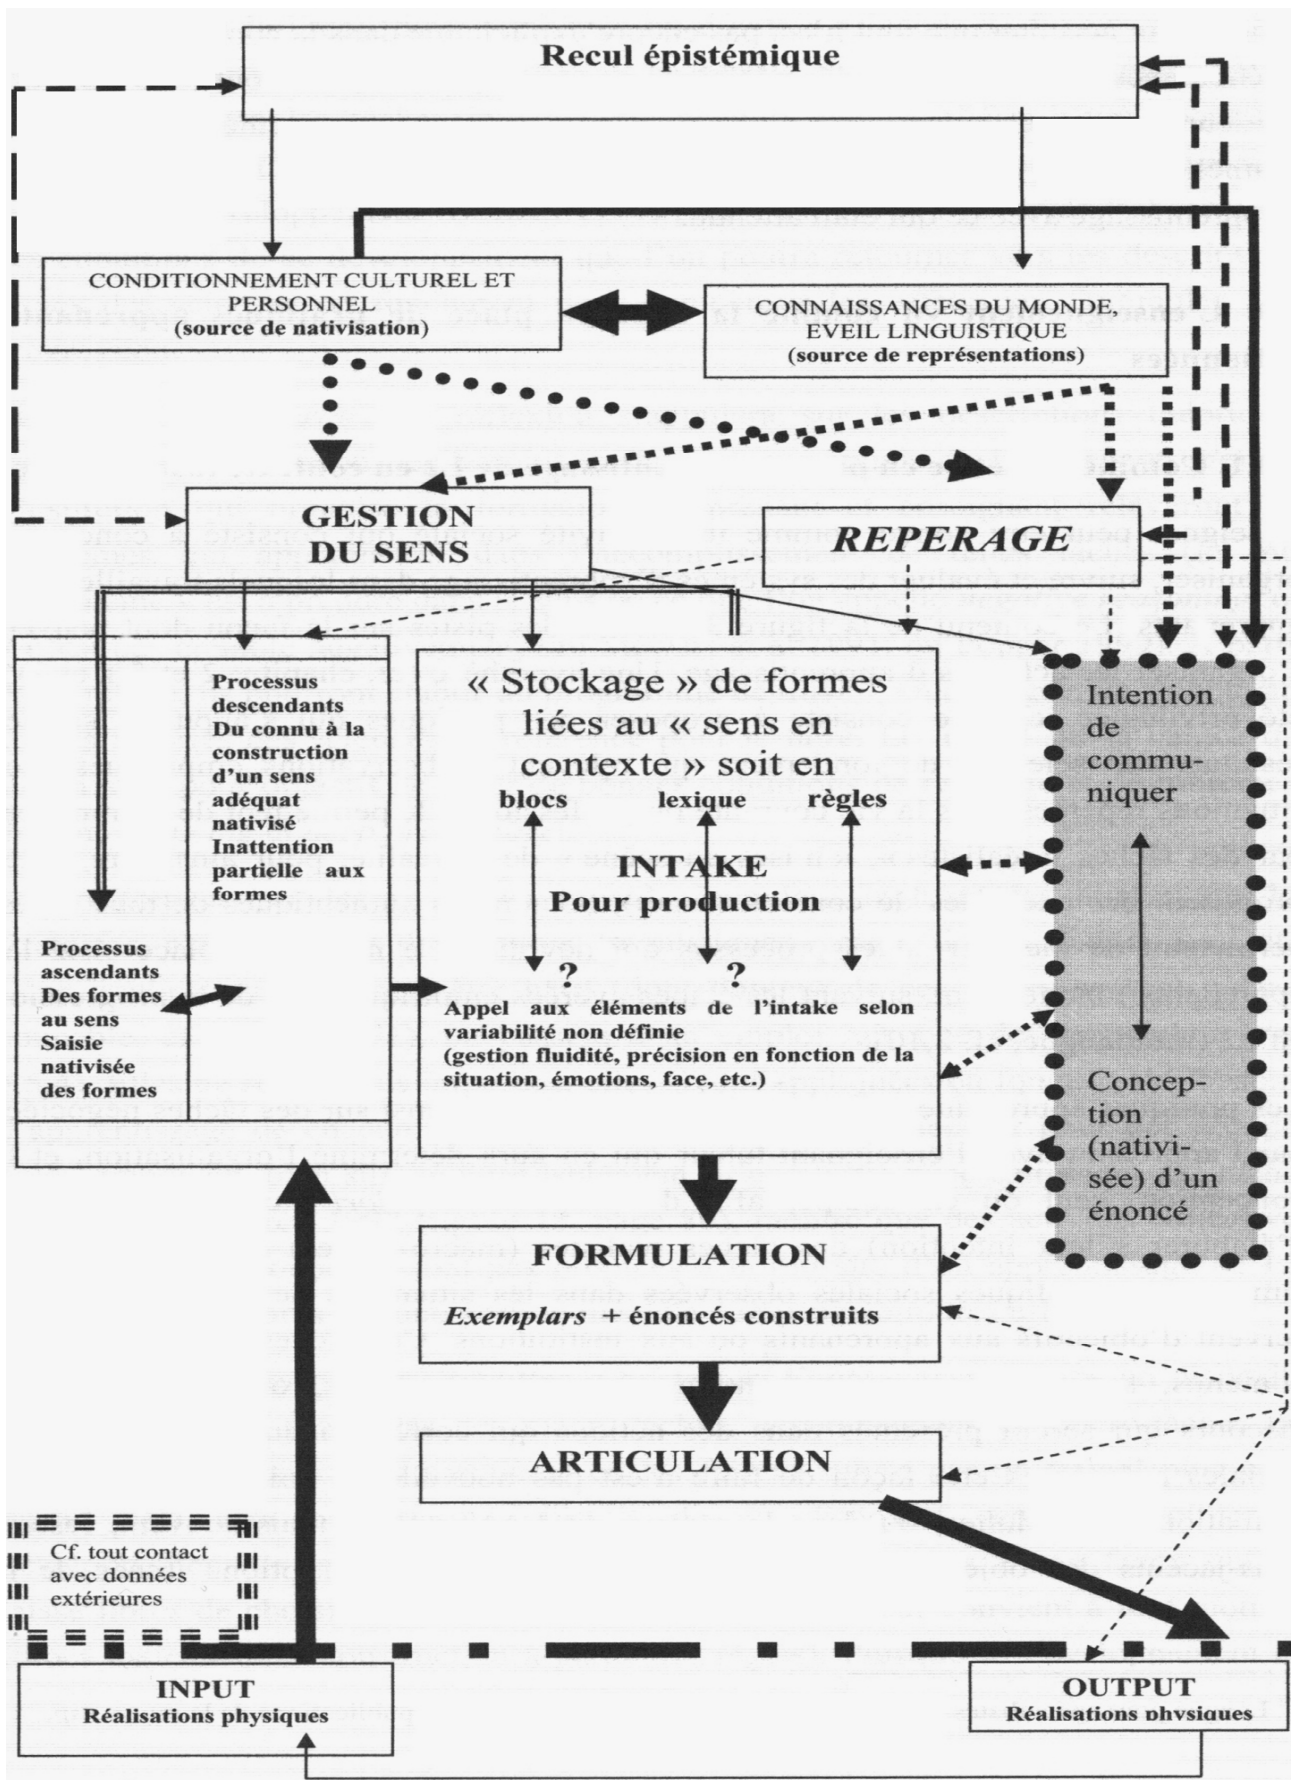 Recul épistémique
CONDITIONNEMENT CULTUREL ET
PERSONNEL
(source de nativisation)
CONNAISSANCES DU MONDE,
EVEIL LINGUISTIQUE
(source de représentations)
GESTION
DU SENS
REPERAGE
Processus
descendants
Du connu à la
construction
d'un sens
adéquat
nativisé
Inattention
partielle aux
formes
Processus
ascendants
Des formes
au sens
Saisie
nativisée
des formes
« Stockage » de formes
liées au « sens en
contexte » soit en
blocs lexique règles
INTAKE
Pour production
? ?
Appel aux éléments de l'intake selon
variabilité non définie
(gestion fluidité, précision en fonction de la
situation, émotions, face, etc.)
Intention
de
commu-
niquer
Concep-
tion
(nativi-
sée) d'un
énoncé
FORMULATION
Exemplars + énoncés construits
ARTICULATION
Cf. tout contact
avec données
extérieures
INPUT
Réalisations physiques
OUTPUT
Réalisations physiques